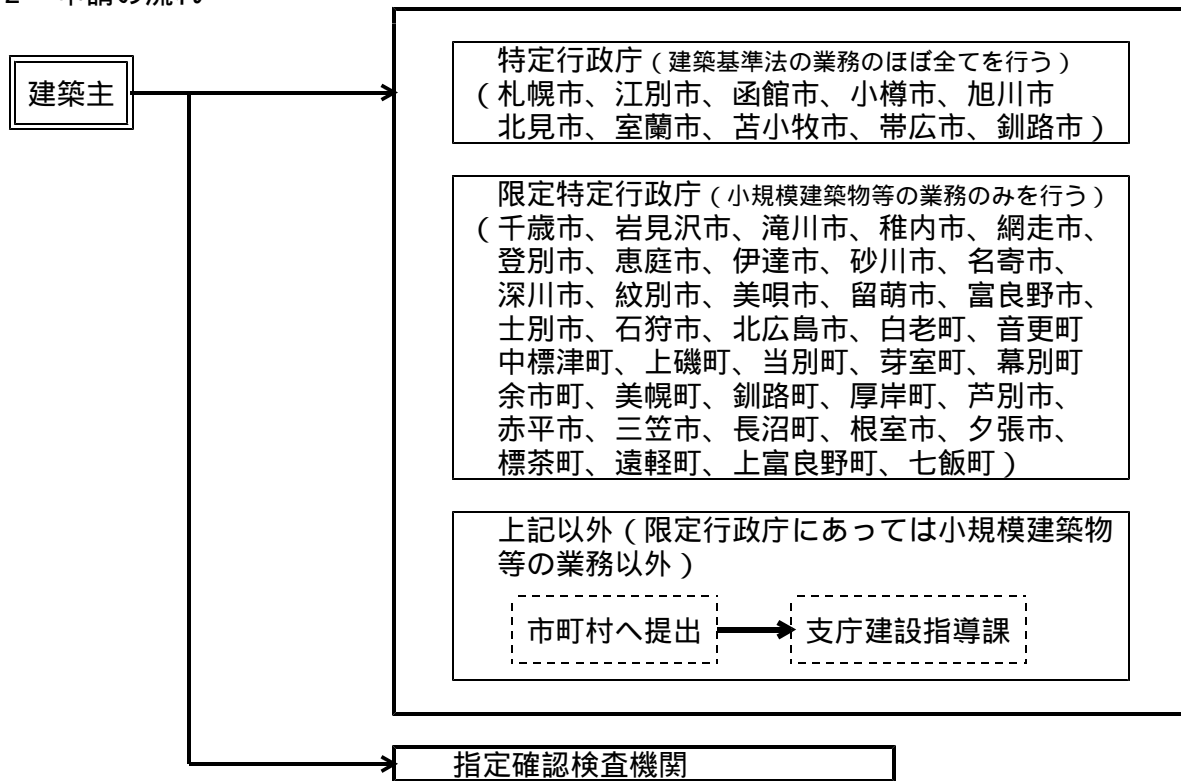 建築主
特定行政庁（建築基準法の業務のほぼ全てを行う）
（札幌市、江別市、函館市、小樽市、旭川市
北見市、室蘭市、苫小牧市、帯広市、釧路市）
限定特定行政庁（小規模建築物等の業務のみを行う）
（千歳市、岩見沢市、滝川市、稚内市、網走市、
登別市、恵庭市、伊達市、砂川市、名寄市、
深川市、紋別市、美唄市、留萌市、富良野市、
士別市、石狩市、北広島市、白老町、音更町
中標津町、上磯町、当別町、芽室町、幕別町
余市町、美幌町、釧路町、厚岸町、芦別市、
赤平市、三笠市、長沼町、根室市、夕張市、
標茶町、遠軽町、上富良野町、七飯町）
上記以外（限定行政庁にあっては小規模建築物
等の業務以外）
市町村へ提出
支庁建設指導課
指定確認検査機関